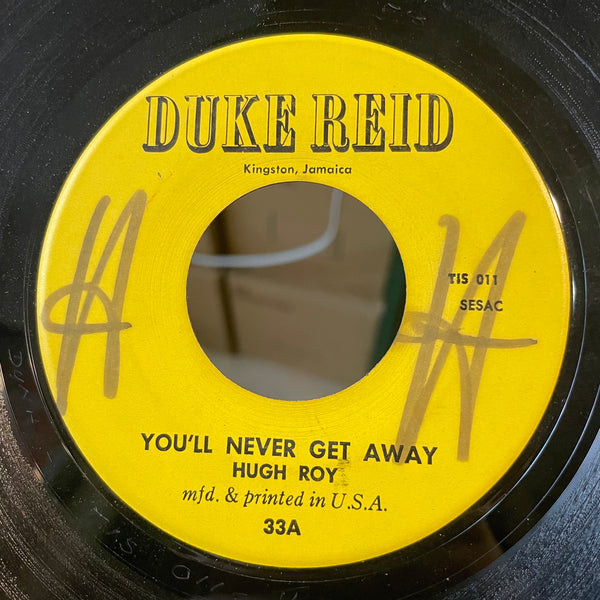 DUKE REID
Kingston, Jamaica
H H
TIS 011
SESAC
YOU'LL NEVER GET AWAY
HUGH ROY
mfd. & printed in U.S.A.
33A